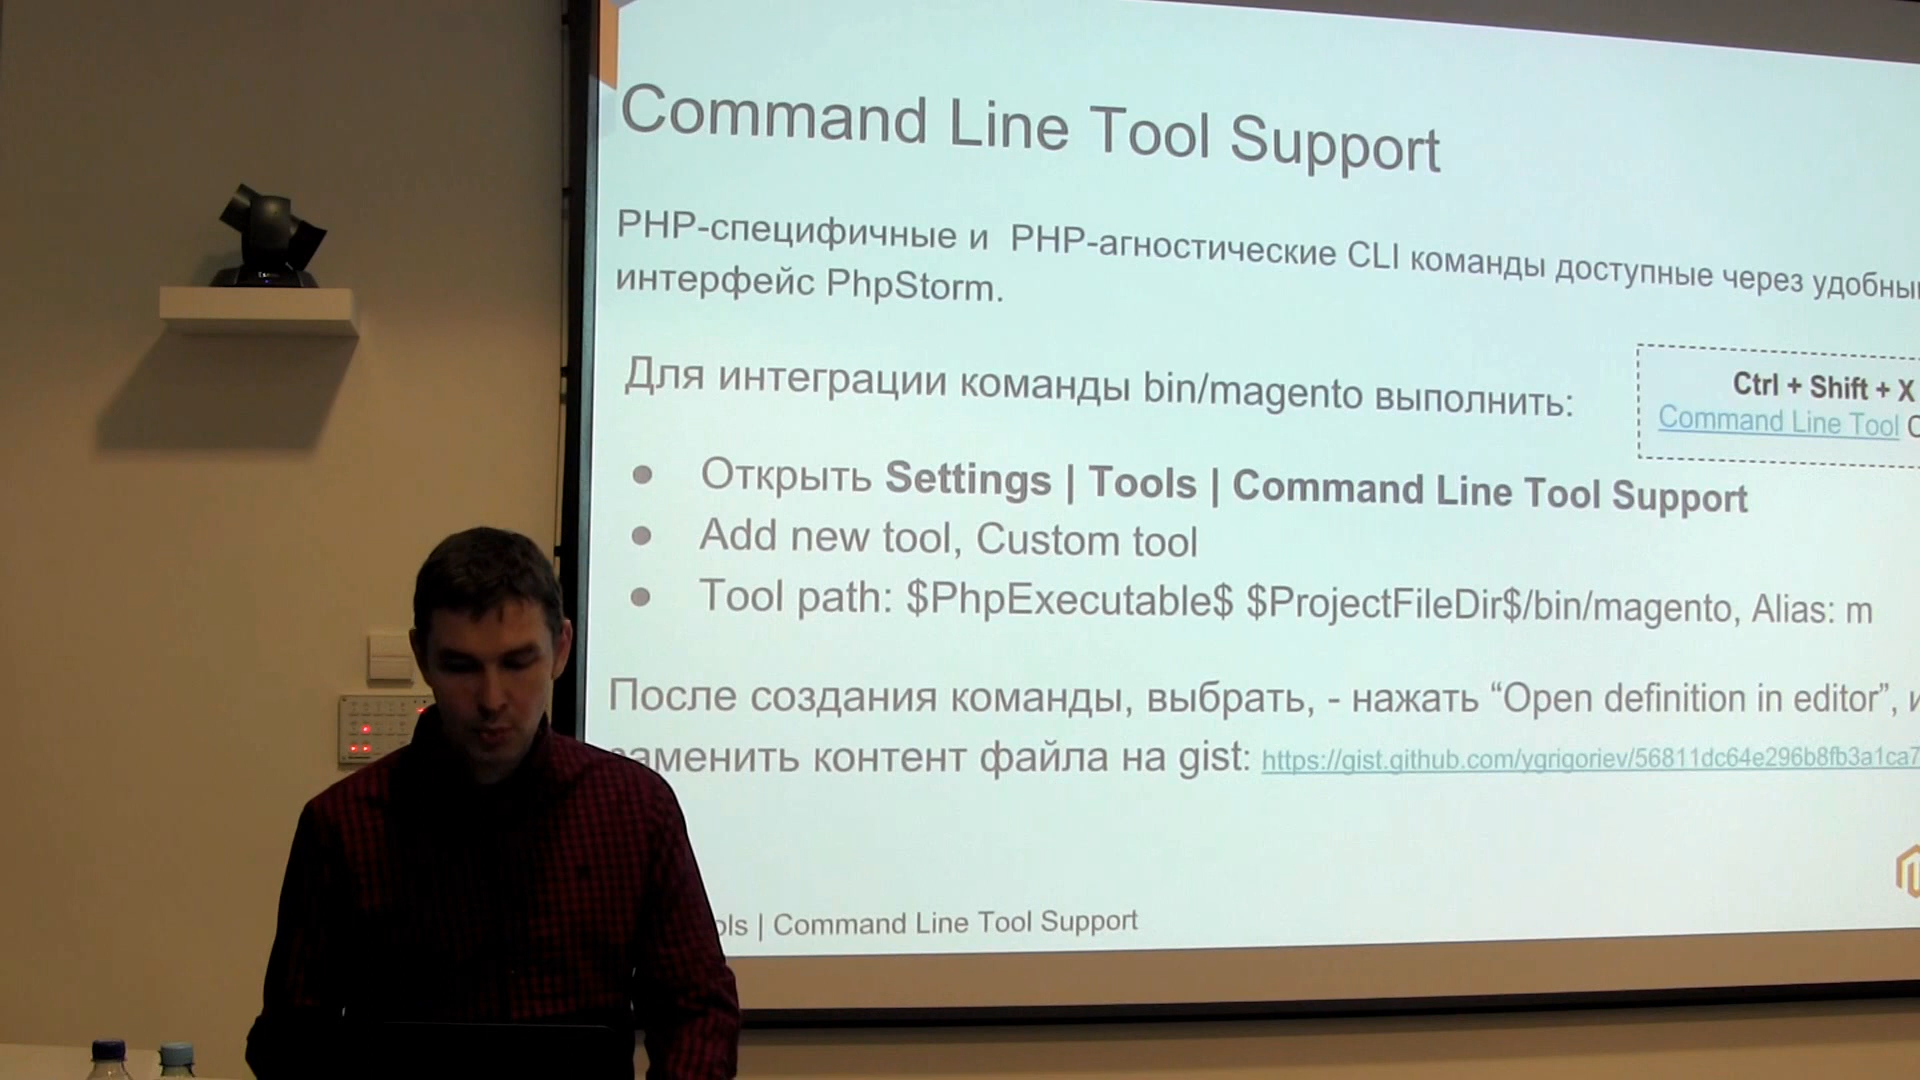 Command Line Tool Support
PHP-специфичные и PHP-агностические CLI команды доступные через
интерфейс PhpStorm.
Для интеграции команды bin/magento выполнить:
Ctrl + Shift + X
Command Line Tool
● Открыть Settings | Tools | Command Line Tool Support
● Add new tool, Custom tool
● Tool path: $PhpExecutable$ $ProjectFileDir$/bin/magento, Alias: m
После создания команды, выбрать, - нажать “Open definition in editor”, и
заменить контент файла на gist: https://gist.github.com/ygrigoriev/56811dc64e296b8fb3a1ca7
| Command Line Tool Support